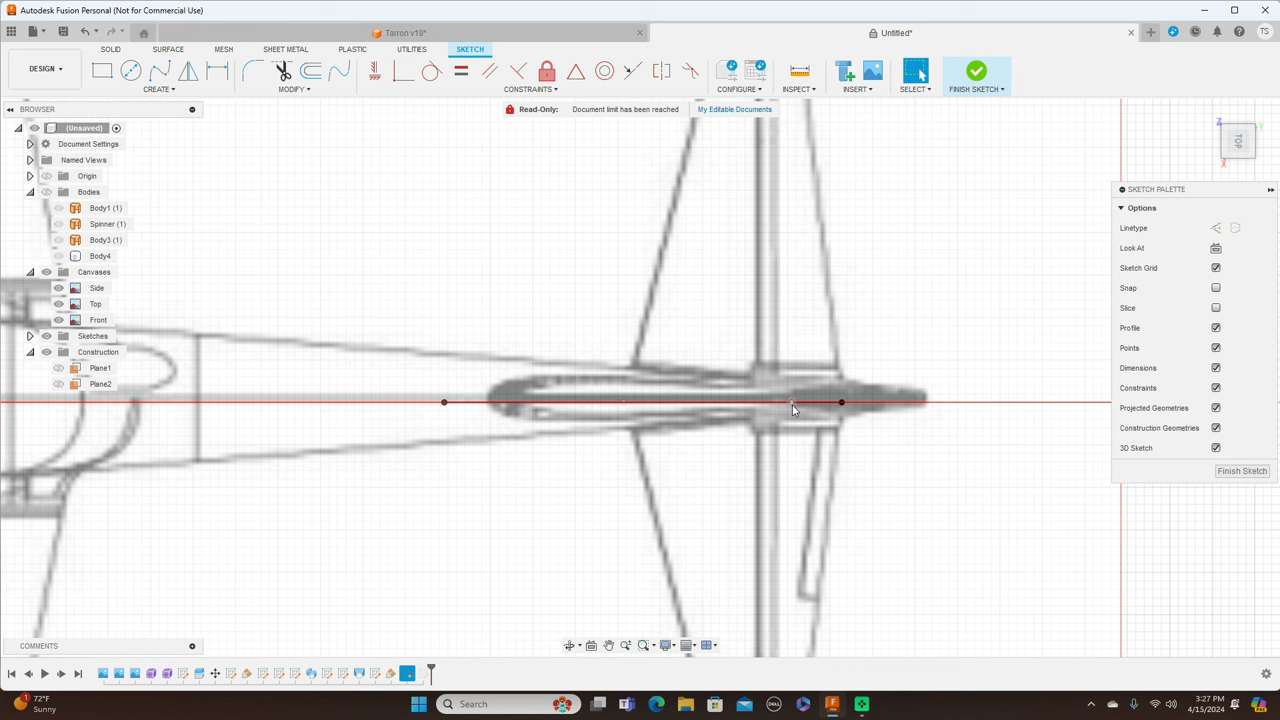 Autodesk Fusion Personal (Not for Commercial Use)
Tarron v19*
Untitled*
TS
DESIGN
SOLID SURFACE MESH SHEET METAL PLASTIC UTILITIES SKETCH
CREATE MODIFY CONSTRAINTS CONFIGURE INSPECT INSERT SELECT FINISH SKETCH
BROWSER
Read-Only: Document limit has been reached My Editable Documents
(Unsaved)
Document Settings
Named Views
Origin
Bodies
Body1 (1)
Spinner (1)
Body3 (1)
Body4
Canvases
Side
Top
Front
Sketches
Construction
Plane1
Plane2
Z
Y
TOP
X
SKETCH PALETTE
Options
Linetype
Look At
Sketch Grid
Snap
Slice
Profile
Points
Dimensions
Constraints
Projected Geometries
Construction Geometries
3D Sketch
Finish Sketch
COMMENTS
1
72°F
Sunny
Search
3:27 PM
4/15/2024